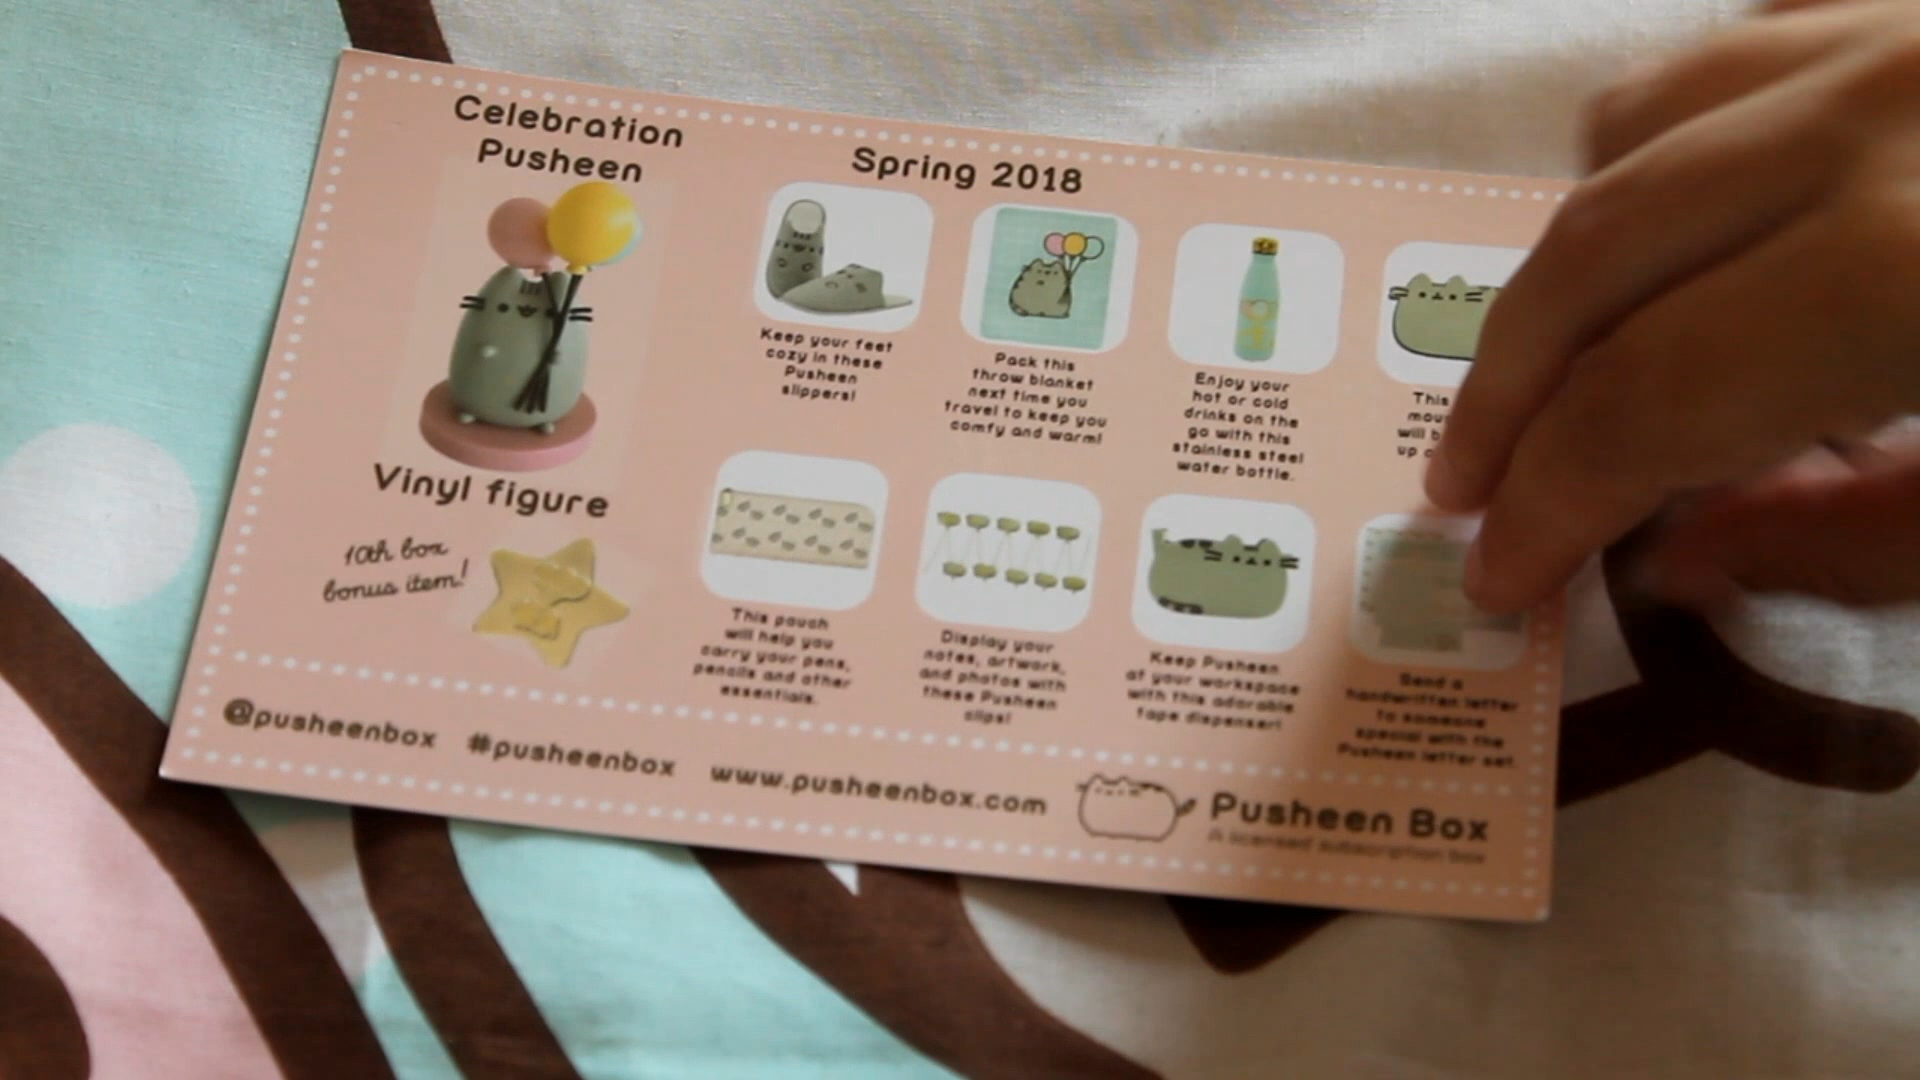 Celebration
Pusheen
Vinyl figure
10th box
bonus item!
Spring 2018
Keep your feet
cozy in these
Pusheen
slippers!
Pack this
throw blanket
next time you
travel to keep you
comfy and warm!
Enjoy your
hot or cold
drinks on the
go with this
stainless steel
water bottle.
This
will
up
This pouch
will help you
carry your pens,
pencils and other
essentials.
Display your
notes, artwork,
and photos with
these Pusheen
clips!
Keep Pusheen
at your workspace
with this adorable
tape dispenser!
Send a
handwritten letter
to someone
special with the
Pusheen letter set.
@pusheenbox #pusheenbox www.pusheenbox.com
Pusheen Box
A licensed subscription box